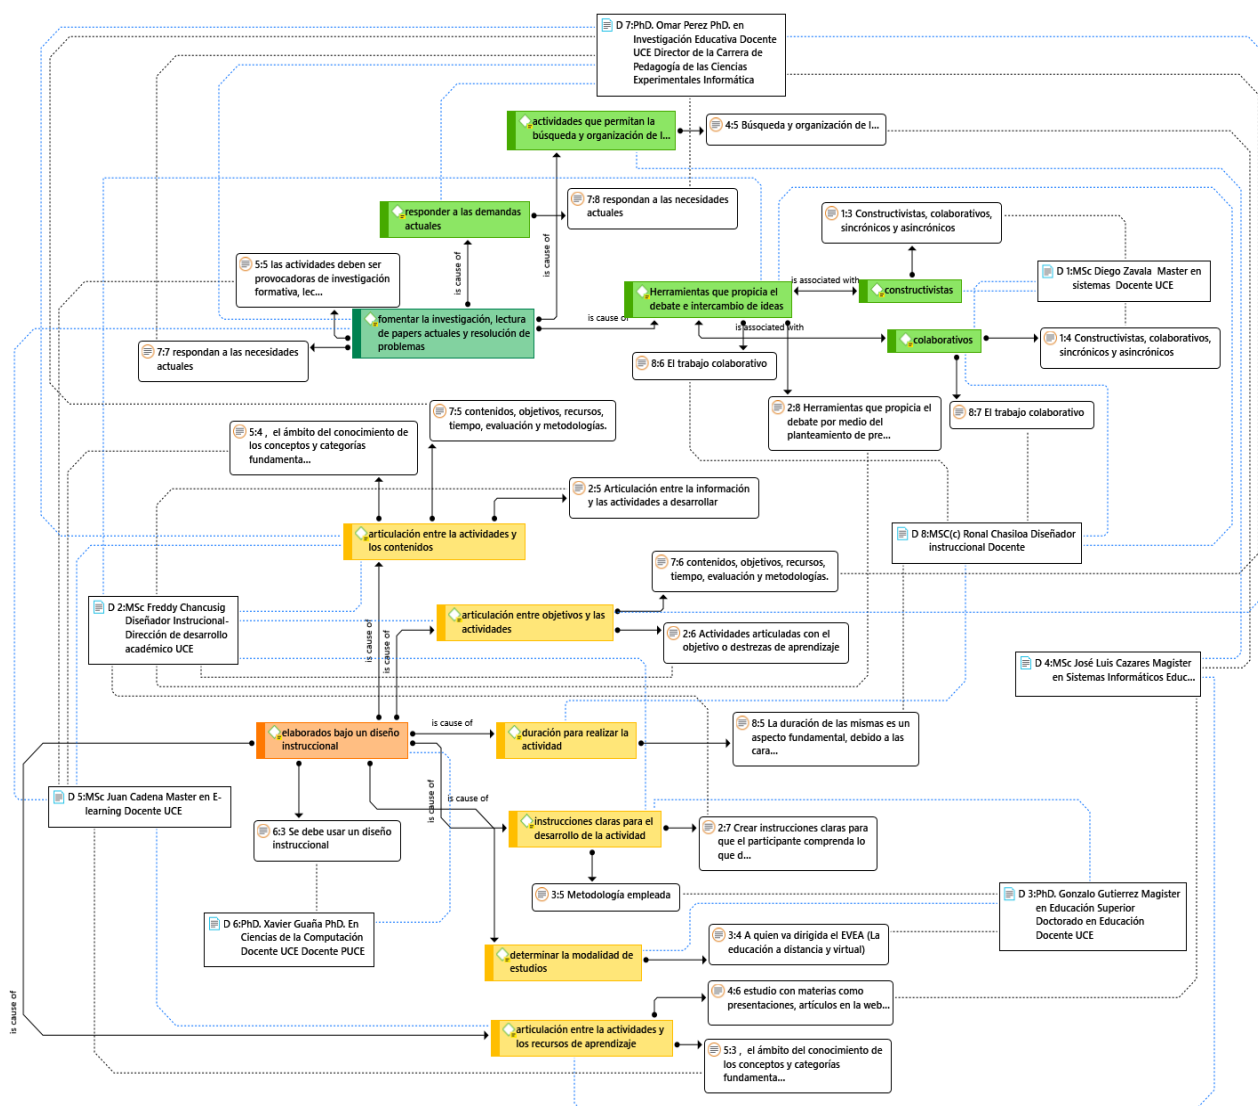 D 7:PhD. Omar Perez PhD. en
Investigación Educativa Docente
UCE Director de la Carrera de
Pedagogía de las Ciencias
Experimentales Informática
actividades que permitan la
búsqueda y organización de l...
4:5 Búsqueda y organización de l...
7:8 respondan a las necesidades
actuales
responder a las demandas
actuales
1:3 Constructivistas, colaborativos,
sincrónicos y asincrónicos
is cause of
is cause of
5:5 las actividades deben ser
provocadoras de investigación
formativa, lec...
D 1:MSc Diego Zavala Master en
sistemas Docente UCE
Herramientas que propicia el
debate e intercambio de ideas
is associated with
constructivistas
fomentar la investigación, lectura
de papers actuales y resolución de
problemas
is cause of
is associated with
colaborativos
1:4 Constructivistas, colaborativos,
sincrónicos y asincrónicos
7:7 respondan a las necesidades
actuales
8:6 El trabajo colaborativo
2:8 Herramientas que propicia el
debate por medio del
planteamiento de pre...
8:7 El trabajo colaborativo
7:5 contenidos, objetivos, recursos,
tiempo, evaluación y metodologías.
5:4 , el ámbito del conocimiento de
los conceptos y categorías
fundamenta...
2:5 Articulación entre la información
y las actividades a desarrollar
articulación entre la actividades y
los contenidos
D 8:MSC(c) Ronal Chasiloa Diseñador
instruccional Docente
7:6 contenidos, objetivos, recursos,
tiempo, evaluación y metodologías.
D 2:MSc Freddy Chancusig
Diseñador Instrucional-
Dirección de desarrollo
académico UCE
articulación entre objetivos y las
actividades
2:6 Actividades articuladas con el
objetivo o destrezas de aprendizaje
is cause of
is cause of
D 4:MSc José Luis Cazares Magister
en Sistemas Informáticos Educ...
elaborados bajo un diseño
instruccional
is cause of
duración para realizar la
actividad
8:5 La duración de las mismas es un
aspecto fundamental, debido a las
cara...
D 5:MSc Juan Cadena Master en E-
learning Docente UCE
is cause of
is cause of
instrucciones claras para el
desarrollo de la actividad
2:7 Crear instrucciones claras para
que el participante comprenda lo
que d...
6:3 Se debe usar un diseño
instruccional
3:5 Metodología empleada
D 3:PhD. Gonzalo Gutierrez Magister
en Educación Superior
Doctorado en Educación
Docente UCE
D 6:PhD. Xavier Guaña PhD. En
Ciencias de la Computación
Docente UCE Docente PUCE
3:4 A quien va dirigida el EVEA (La
educación a distancia y virtual)
determinar la modalidad de
estudios
4:6 estudio con materias como
presentaciones, artículos en la web...
is cause of
articulación entre la actividades y
los recursos de aprendizaje
5:3 , el ámbito del conocimiento de
los conceptos y categorías
fundamenta...